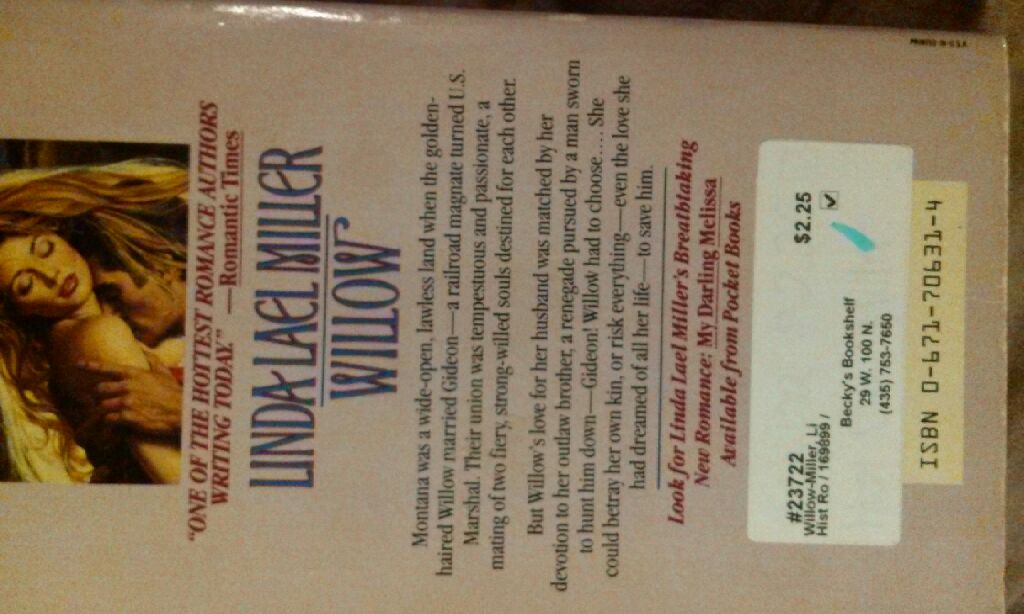 PRINTED IN U.S.A.
"ONE OF THE HOTTEST ROMANCE AUTHORS
WRITING TODAY."
—Romantic Times
LINDA LAEL MILLER
WILLOW
Montana was a wide-open, lawless land when the golden-
haired Willow married Gideon—a railroad magnate turned U.S.
Marshal. Their union was tempestuous and passionate, a
mating of two fiery, strong-willed souls destined for each other.
But Willow's love for her husband was matched by her
devotion to her outlaw brother, a renegade pursued by a man sworn
to hunt him down—Gideon! Willow had to choose.... She
could betray her own kin, or risk everything—even the love she
had dreamed of all her life—to save him.
Look for Linda Lael Miller's Breathtaking
New Romance: My Darling Melissa
Available from Pocket Books
#23722
$2.25
Willow-Miller, Li
Hist Ro / 169899 /
Becky's Bookshelf
29 W. 100 N.
(435) 753-7650
ISBN 0-671-70631-4